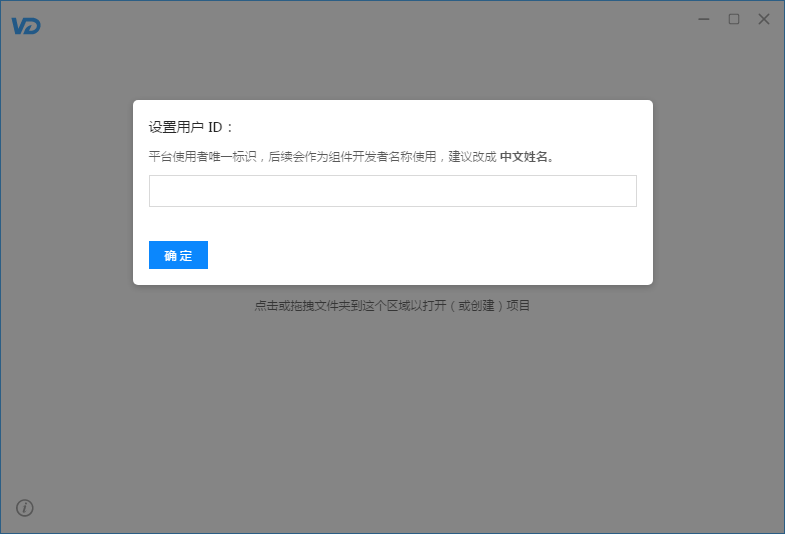 VD
设置用户 ID：
平台使用者唯一标识，后续会作为组件开发者名称使用，建议改成 中文姓名。
确 定
点击或拖拽文件夹到这个区域以打开（或创建）项目